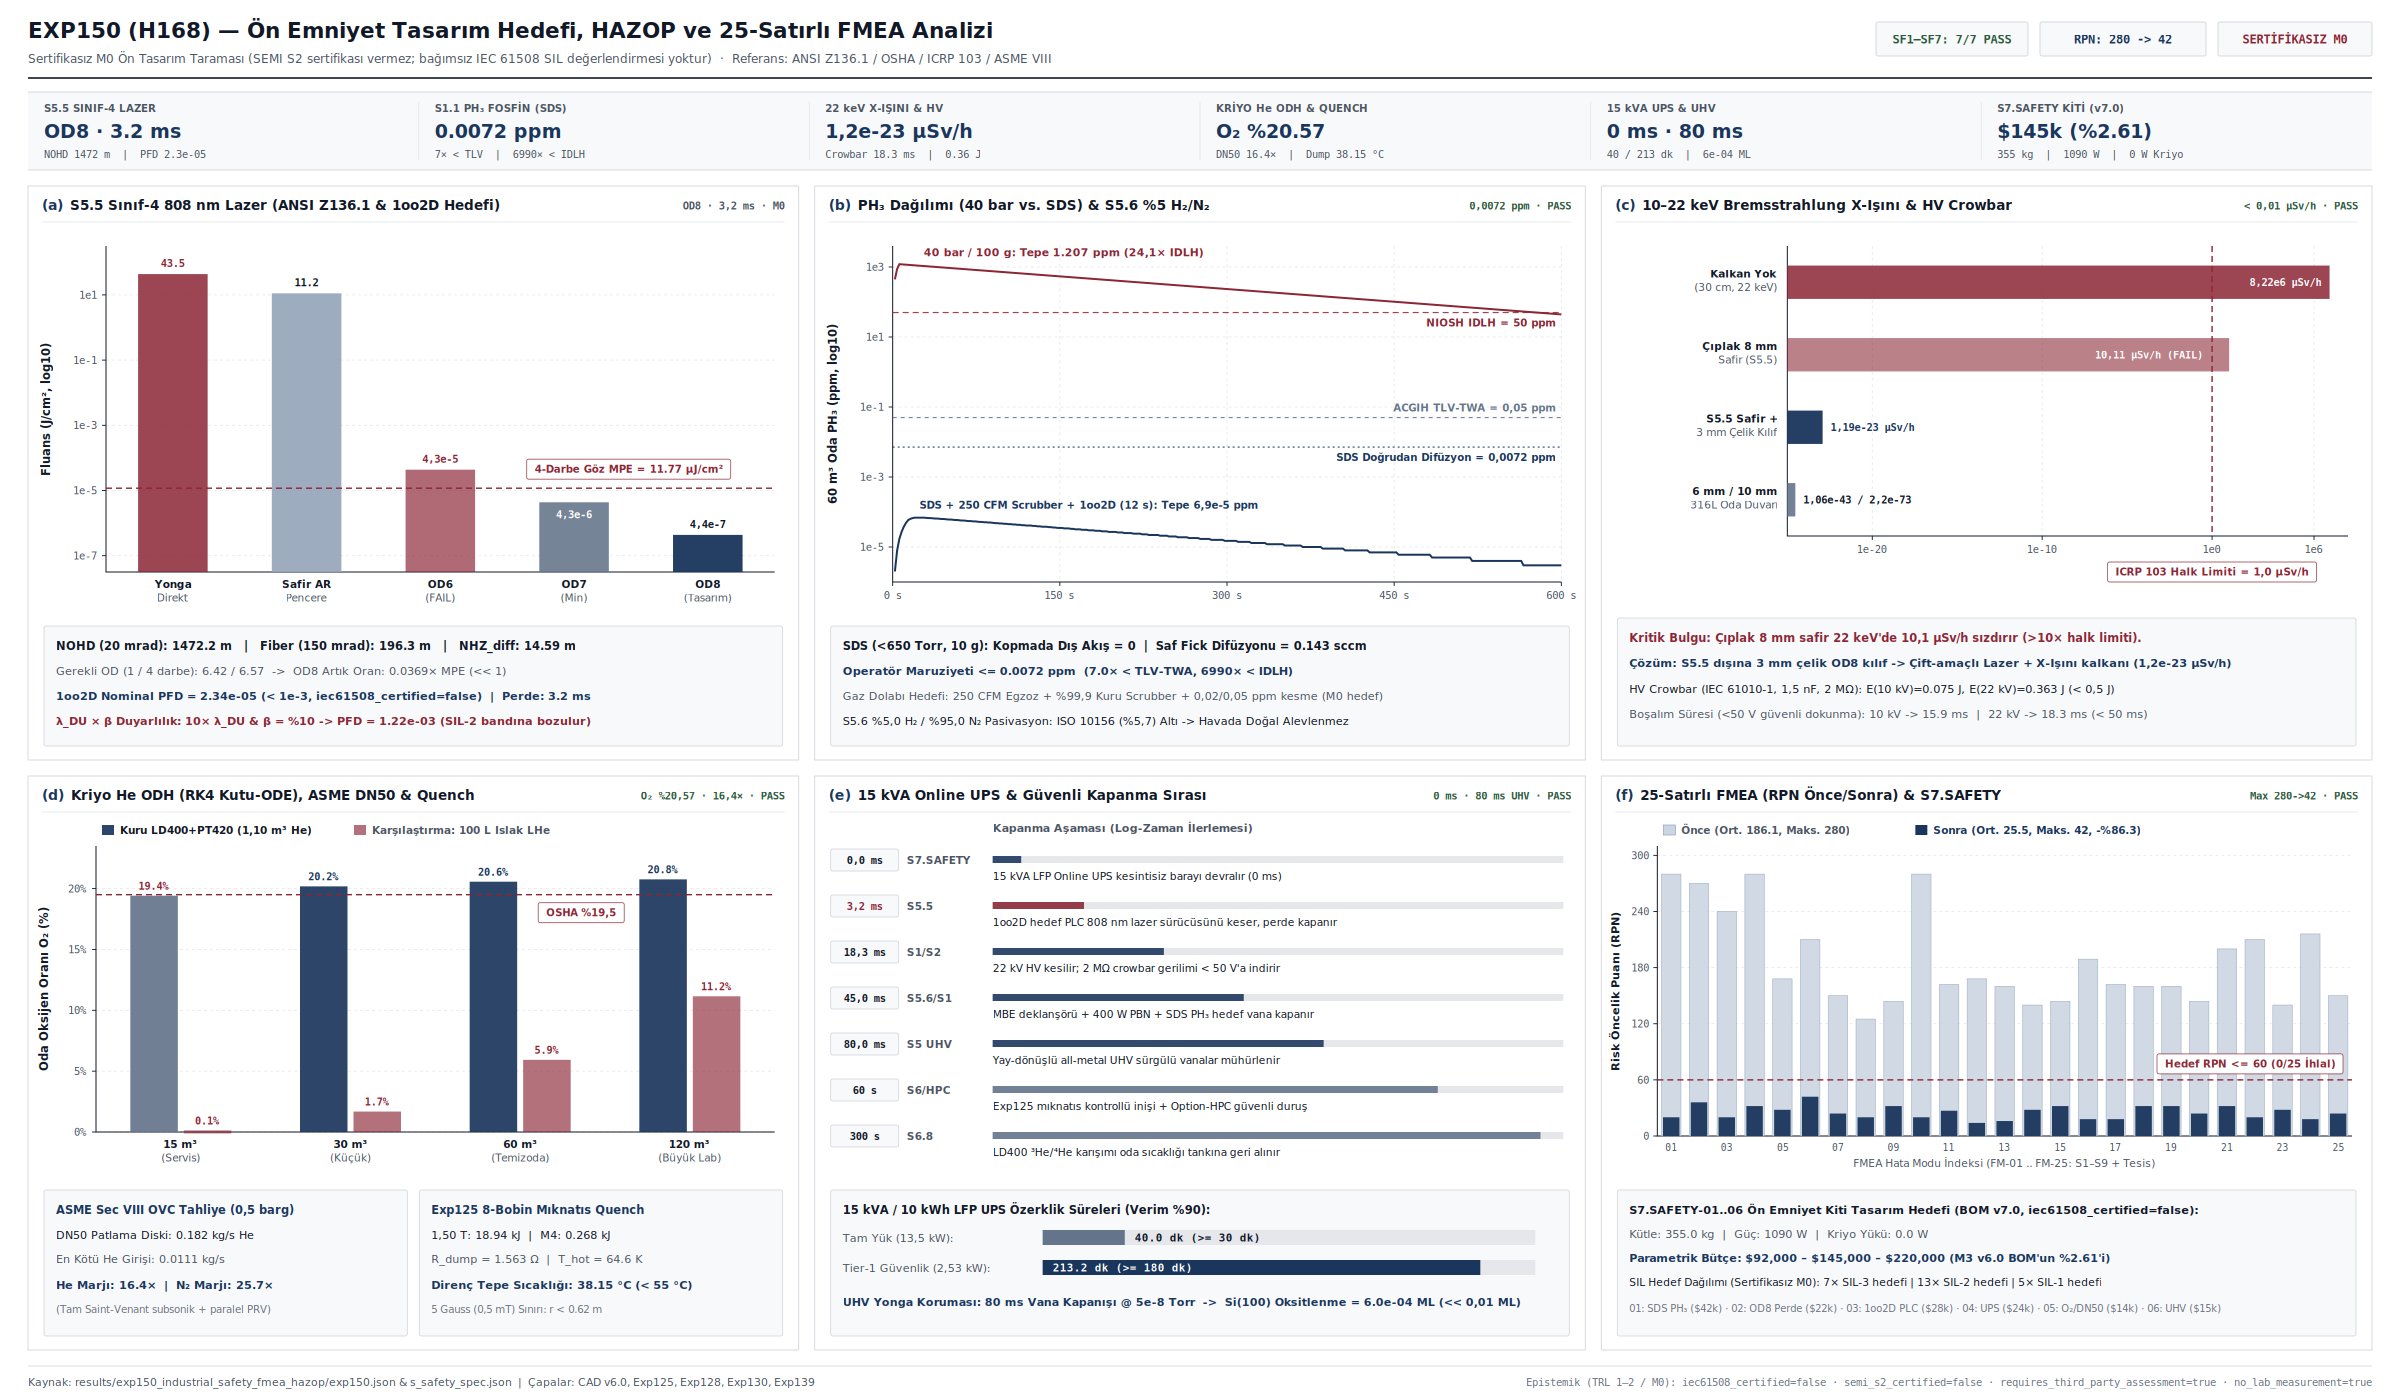 EXP150 (H168) — Ön Emniyet Tasarım Hedefi, HAZOP ve 25-Satırlı FMEA Analizi
Sertifikasız M0 Ön Tasarım Taraması (SEMI S2 sertifikası vermez; bağımsız IEC 61508 SIL değerlendirmesi yoktur) · Referans: ANSI Z136.1 / OSHA / ICRP 103 / ASME VIII
SF1–SF7: 7/7 PASS
RPN: 280 -> 42
SERTİFİKASIZ M0
S5.5 SINIF-4 LAZER
OD8 · 3.2 ms
NOHD 1472 m | PFD 2.3e-05
S1.1 PH₃ FOSFİN (SDS)
0.0072 ppm
7× < TLV | 6990× < IDLH
22 keV X-IŞINI & HV
1,2e-23 µSv/h
Crowbar 18.3 ms | 0.36 J
KRİYO He ODH & QUENCH
O₂ %20.57
DN50 16.4× | Dump 38.15 °C
15 kVA UPS & UHV
0 ms · 80 ms
40 / 213 dk | 6e-04 ML
S7.SAFETY KİTİ (v7.0)
$145k (%2.61)
355 kg | 1090 W | 0 W Kriyo
(a) S5.5 Sınıf-4 808 nm Lazer (ANSI Z136.1 & 1oo2D Hedefi)
OD8 · 3,2 ms · M0
Fluans (J/cm², log10)
1e1
1e-1
1e-3
1e-5
1e-7
43.5
11.2
4,3e-5
4,3e-6
4,4e-7
4-Darbe Göz MPE = 11.77 µJ/cm²
Yonga
Direkt
Safir AR
Pencere
OD6
(FAIL)
OD7
(Min)
OD8
(Tasarım)
NOHD (20 mrad): 1472.2 m | Fiber (150 mrad): 196.3 m | NHZ_diff: 14.59 m
Gerekli OD (1 / 4 darbe): 6.42 / 6.57 -> OD8 Artık Oran: 0.0369× MPE (<< 1)
1oo2D Nominal PFD = 2.34e-05 (< 1e-3, iec61508_certified=false) | Perde: 3.2 ms
λ_DU × β Duyarlılık: 10× λ_DU & β = %10 -> PFD = 1.22e-03 (SIL-2 bandına bozulur)
(b) PH₃ Dağılımı (40 bar vs. SDS) & S5.6 %5 H₂/N₂
0,0072 ppm · PASS
60 m³ Oda PH₃ (ppm, log10)
1e3
1e1
1e-1
1e-3
1e-5
40 bar / 100 g: Tepe 1.207 ppm (24,1× IDLH)
NIOSH IDLH = 50 ppm
ACGIH TLV-TWA = 0,05 ppm
SDS Doğrudan Difüzyon = 0,0072 ppm
SDS + 250 CFM Scrubber + 1oo2D (12 s): Tepe 6,9e-5 ppm
0 s
150 s
300 s
450 s
600 s
SDS (<650 Torr, 10 g): Kopmada Dış Akış = 0 | Saf Fick Difüzyonu = 0.143 sccm
Operatör Maruziyeti <= 0.0072 ppm (7.0× < TLV-TWA, 6990× < IDLH)
Gaz Dolabı Hedefi: 250 CFM Egzoz + %99,9 Kuru Scrubber + 0,02/0,05 ppm kesme (M0 hedef)
S5.6 %5,0 H₂ / %95,0 N₂ Pasivasyon: ISO 10156 (%5,7) Altı -> Havada Doğal Alevlenmez
(c) 10–22 keV Bremsstrahlung X-Işını & HV Crowbar
< 0,01 µSv/h · PASS
Kalkan Yok
(30 cm, 22 keV)
8,22e6 µSv/h
Çıplak 8 mm
Safir (S5.5)
10,11 µSv/h (FAIL)
S5.5 Safir +
3 mm Çelik Kılıf
1,19e-23 µSv/h
6 mm / 10 mm
316L Oda Duvarı
1,06e-43 / 2,2e-73
1e-20
1e-10
1e0
1e6
ICRP 103 Halk Limiti = 1,0 µSv/h
Kritik Bulgu: Çıplak 8 mm safir 22 keV'de 10,1 µSv/h sızdırır (>10× halk limiti).
Çözüm: S5.5 dışına 3 mm çelik OD8 kılıf -> Çift-amaçlı Lazer + X-Işını kalkanı (1,2e-23 µSv/h)
HV Crowbar (IEC 61010-1, 1,5 nF, 2 MΩ): E(10 kV)=0.075 J, E(22 kV)=0.363 J (< 0,5 J)
Boşalım Süresi (<50 V güvenli dokunma): 10 kV -> 15.9 ms | 22 kV -> 18.3 ms (< 50 ms)
(d) Kriyo He ODH (RK4 Kutu-ODE), ASME DN50 & Quench
O₂ %20,57 · 16,4× · PASS
Kuru LD400+PT420 (1,10 m³ He)
Karşılaştırma: 100 L Islak LHe
Oda Oksijen Oranı O₂ (%)
20%
15%
10%
5%
0%
19.4%
0.1%
20.2%
1.7%
20.6%
5.9%
20.8%
11.2%
OSHA %19,5
15 m³
(Servis)
30 m³
(Küçük)
60 m³
(Temizoda)
120 m³
(Büyük Lab)
ASME Sec VIII OVC Tahliye (0,5 barg)
DN50 Patlama Diski: 0.182 kg/s He
En Kötü He Girişi: 0.0111 kg/s
He Marjı: 16.4× | N₂ Marjı: 25.7×
(Tam Saint-Venant subsonik + paralel PRV)
Exp125 8-Bobin Mıknatıs Quench
1,50 T: 18.94 kJ | M4: 0.268 kJ
R_dump = 1.563 Ω | T_hot = 64.6 K
Direnç Tepe Sıcaklığı: 38.15 °C (< 55 °C)
5 Gauss (0,5 mT) Sınırı: r < 0.62 m
(e) 15 kVA Online UPS & Güvenli Kapanma Sırası
0 ms · 80 ms UHV · PASS
Kapanma Aşaması (Log-Zaman İlerlemesi)
0,0 ms S7.SAFETY
15 kVA LFP Online UPS kesintisiz barayı devralır (0 ms)
3,2 ms S5.5
1oo2D hedef PLC 808 nm lazer sürücüsünü keser, perde kapanır
18,3 ms S1/S2
22 kV HV kesilir; 2 MΩ crowbar gerilimi < 50 V'a indirir
45,0 ms S5.6/S1
MBE deklanşörü + 400 W PBN + SDS PH₃ hedef vana kapanır
80,0 ms S5 UHV
Yay-dönüşlü all-metal UHV sürgülü vanalar mühürlenir
60 s S6/HPC
Exp125 mıknatıs kontrollü inişi + Option-HPC güvenli duruş
300 s S6.8
LD400 ³He/⁴He karışımı oda sıcaklığı tankına geri alınır
15 kVA / 10 kWh LFP UPS Özerklik Süreleri (Verim %90):
Tam Yük (13,5 kW):
40.0 dk (>= 30 dk)
Tier-1 Güvenlik (2,53 kW):
213.2 dk (>= 180 dk)
UHV Yonga Koruması: 80 ms Vana Kapanışı @ 5e-8 Torr -> Si(100) Oksitlenme = 6.0e-04 ML (<< 0,01 ML)
(f) 25-Satırlı FMEA (RPN Önce/Sonra) & S7.SAFETY
Max 280->42 · PASS
Önce (Ort. 186.1, Maks. 280)
Sonra (Ort. 25.5, Maks. 42, -%86.3)
Risk Öncelik Puanı (RPN)
300
240
180
120
60
0
Hedef RPN <= 60 (0/25 İhlal)
01 03 05 07 09 11 13 15 17 19 21 23 25
FMEA Hata Modu İndeksi (FM-01 .. FM-25: S1–S9 + Tesis)
S7.SAFETY-01..06 Ön Emniyet Kiti Tasarım Hedefi (BOM v7.0, iec61508_certified=false):
Kütle: 355.0 kg | Güç: 1090 W | Kriyo Yükü: 0.0 W
Parametrik Bütçe: $92,000 – $145,000 – $220,000 (M3 v6.0 BOM'un %2.61'i)
SIL Hedef Dağılımı (Sertifikasız M0): 7× SIL-3 hedefi | 13× SIL-2 hedefi | 5× SIL-1 hedefi
01: SDS PH₃ ($42k) · 02: OD8 Perde ($22k) · 03: 1oo2D PLC ($28k) · 04: UPS ($24k) · 05: O₂/DN50 ($14k) · 06: UHV ($15k)
Kaynak: results/exp150_industrial_safety_fmea_hazop/exp150.json & s_safety_spec.json | Çapalar: CAD v6.0, Exp125, Exp128, Exp130, Exp139
Epistemik (TRL 1–2 / M0): iec61508_certified=false · semi_s2_certified=false · requires_third_party_assessment=true · no_lab_measurement=true